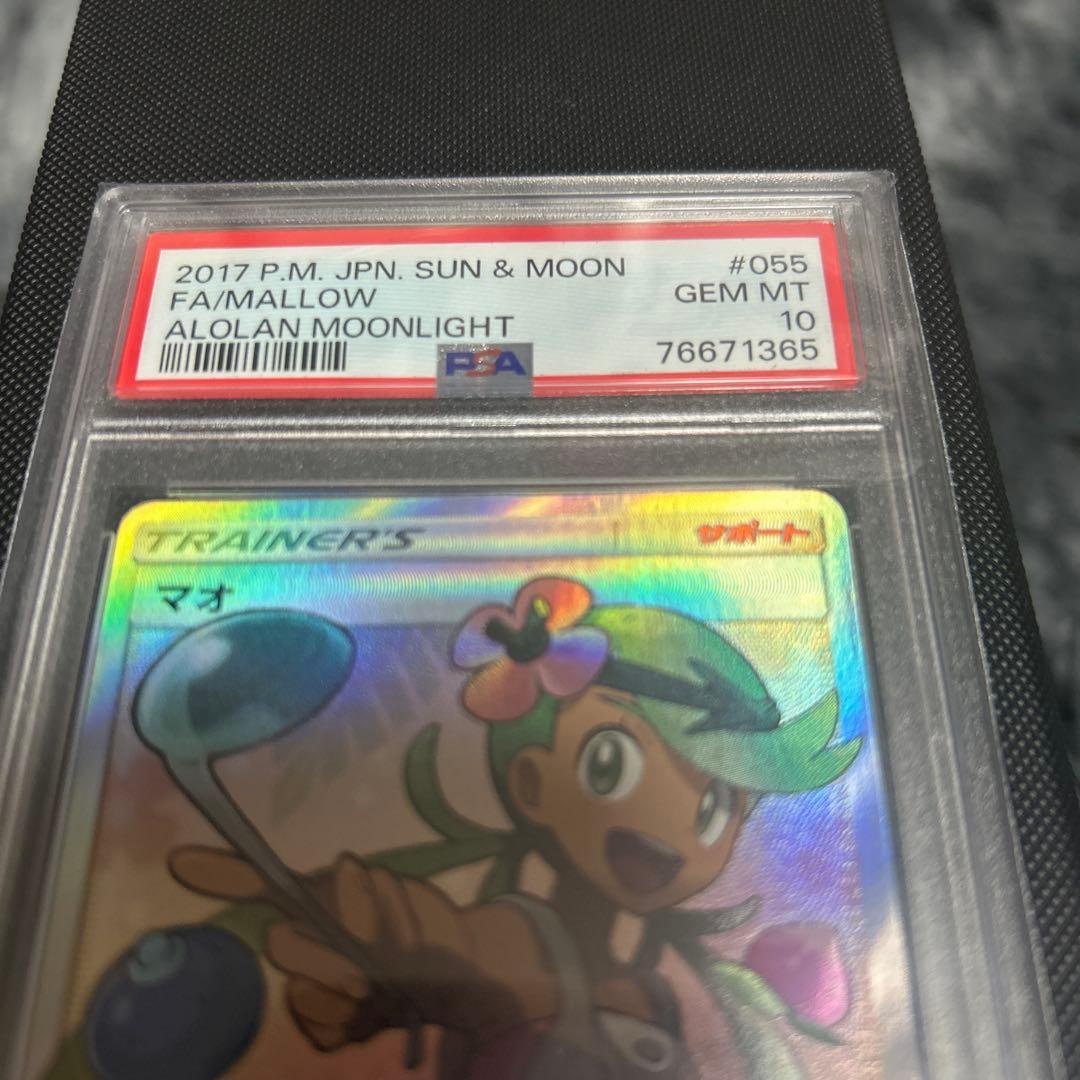 2017 P.M. JPN. SUN & MOON #055
FA/MALLOW GEM MT
ALOLAN MOONLIGHT 10
PSA 76671365
TRAINER'S サポート
マオ